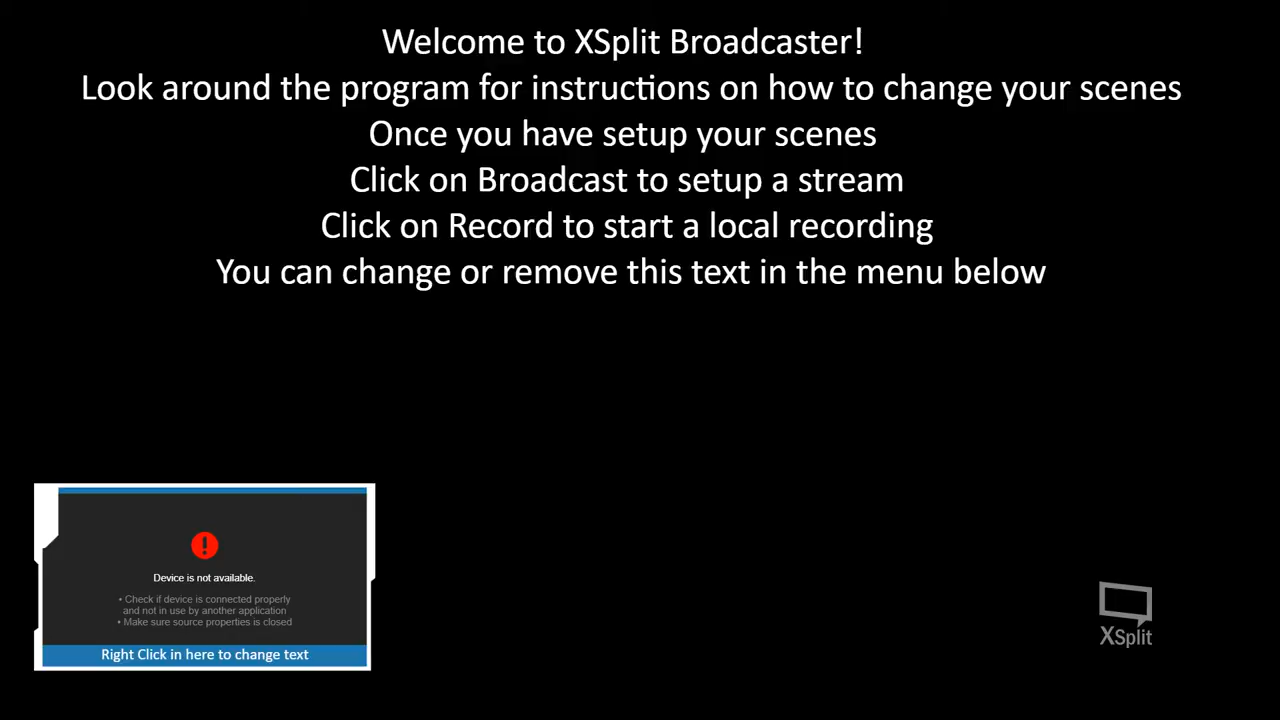 Welcome to XSplit Broadcaster!
Look around the program for instructions on how to change your scenes
Once you have setup your scenes
Click on Broadcast to setup a stream
Click on Record to start a local recording
You can change or remove this text in the menu below
Device is not available.
• Check if device is connected properly
and not in use by another application
• Make sure source properties is closed
Right Click in here to change text
XSplit